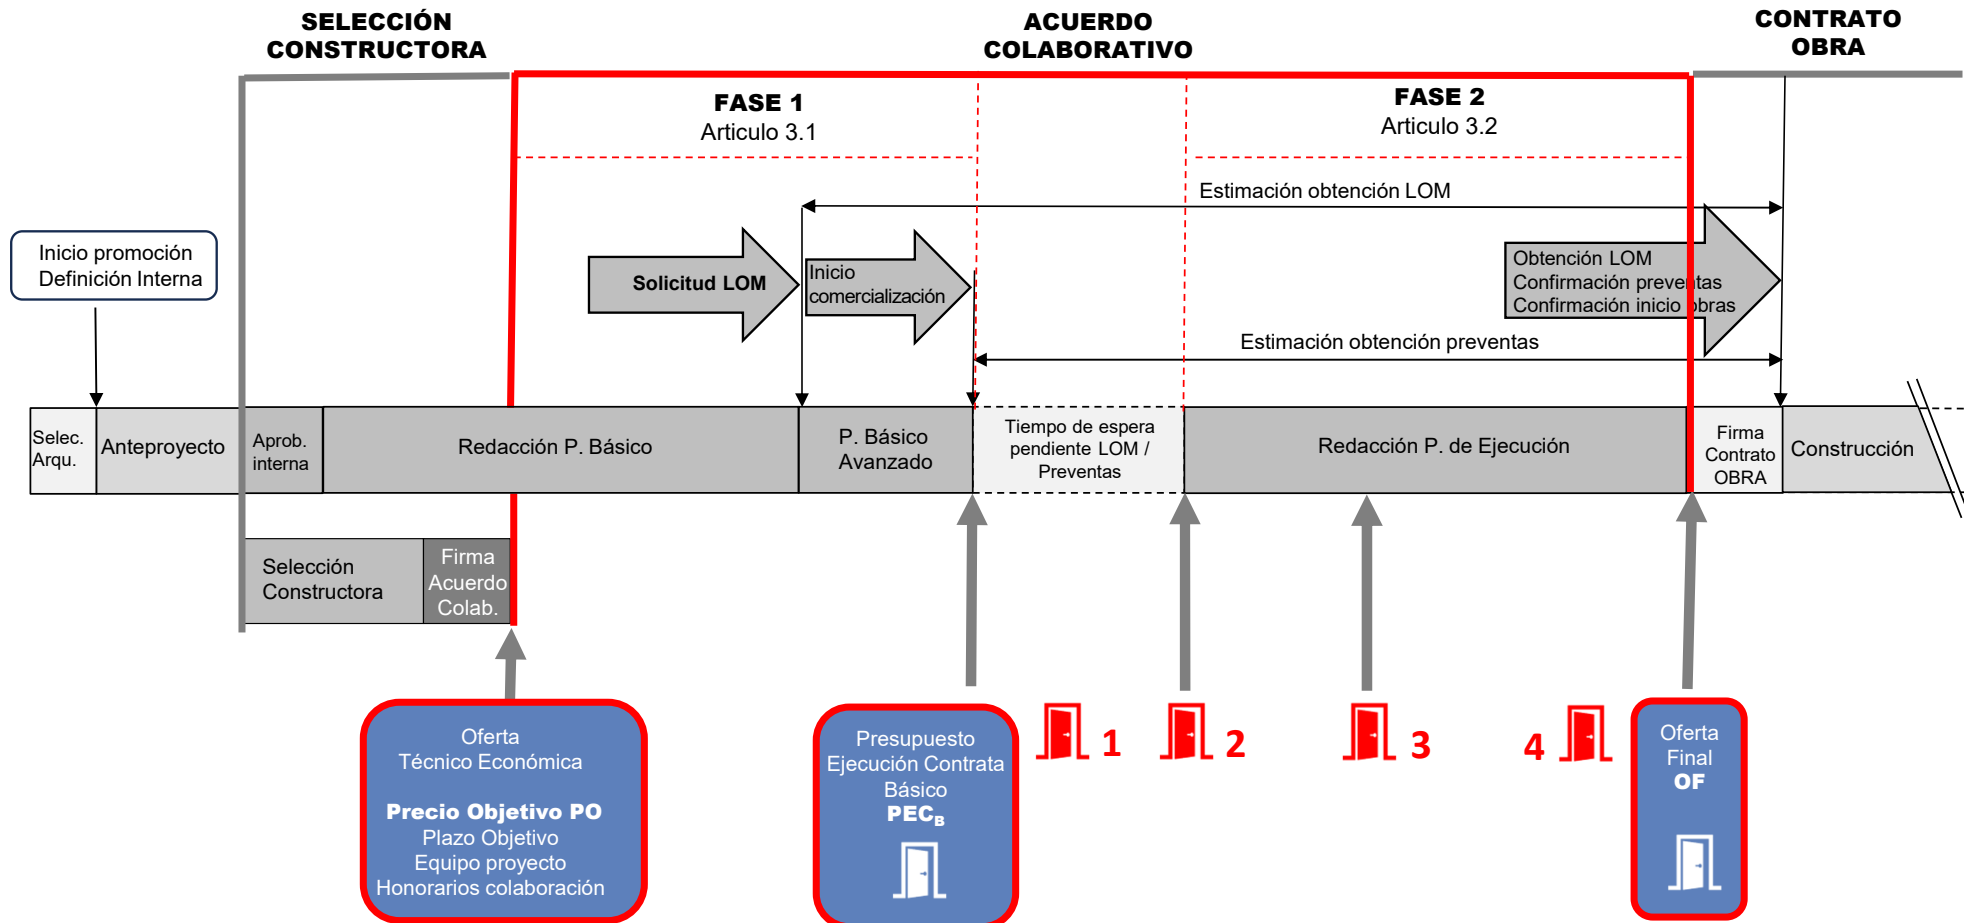 SELECCIÓN
CONSTRUCTORA
ACUERDO
COLABORATIVO
CONTRATO
OBRA
FASE 1
Articulo 3.1
FASE 2
Articulo 3.2
Estimación obtención LOM
Inicio promoción
Definición Interna
Solicitud LOM
Inicio
comercialización
Obtención LOM
Confirmación preventas
Confirmación inicio obras
Estimación obtención preventas
Selec.
Arqu.
Anteproyecto
Aprob.
interna
Redacción P. Básico
P. Básico
Avanzado
Tiempo de espera
pendiente LOM /
Preventas
Redacción P. de Ejecución
Firma
Contrato
OBRA
Construcción
Selección
Constructora
Firma
Acuerdo
Colab.
Oferta
Técnico Económica
Precio Objetivo PO
Plazo Objetivo
Equipo proyecto
Honorarios colaboración
Presupuesto
Ejecución Contrata
Básico
PECB
1
2
3
4
Oferta
Final
OF